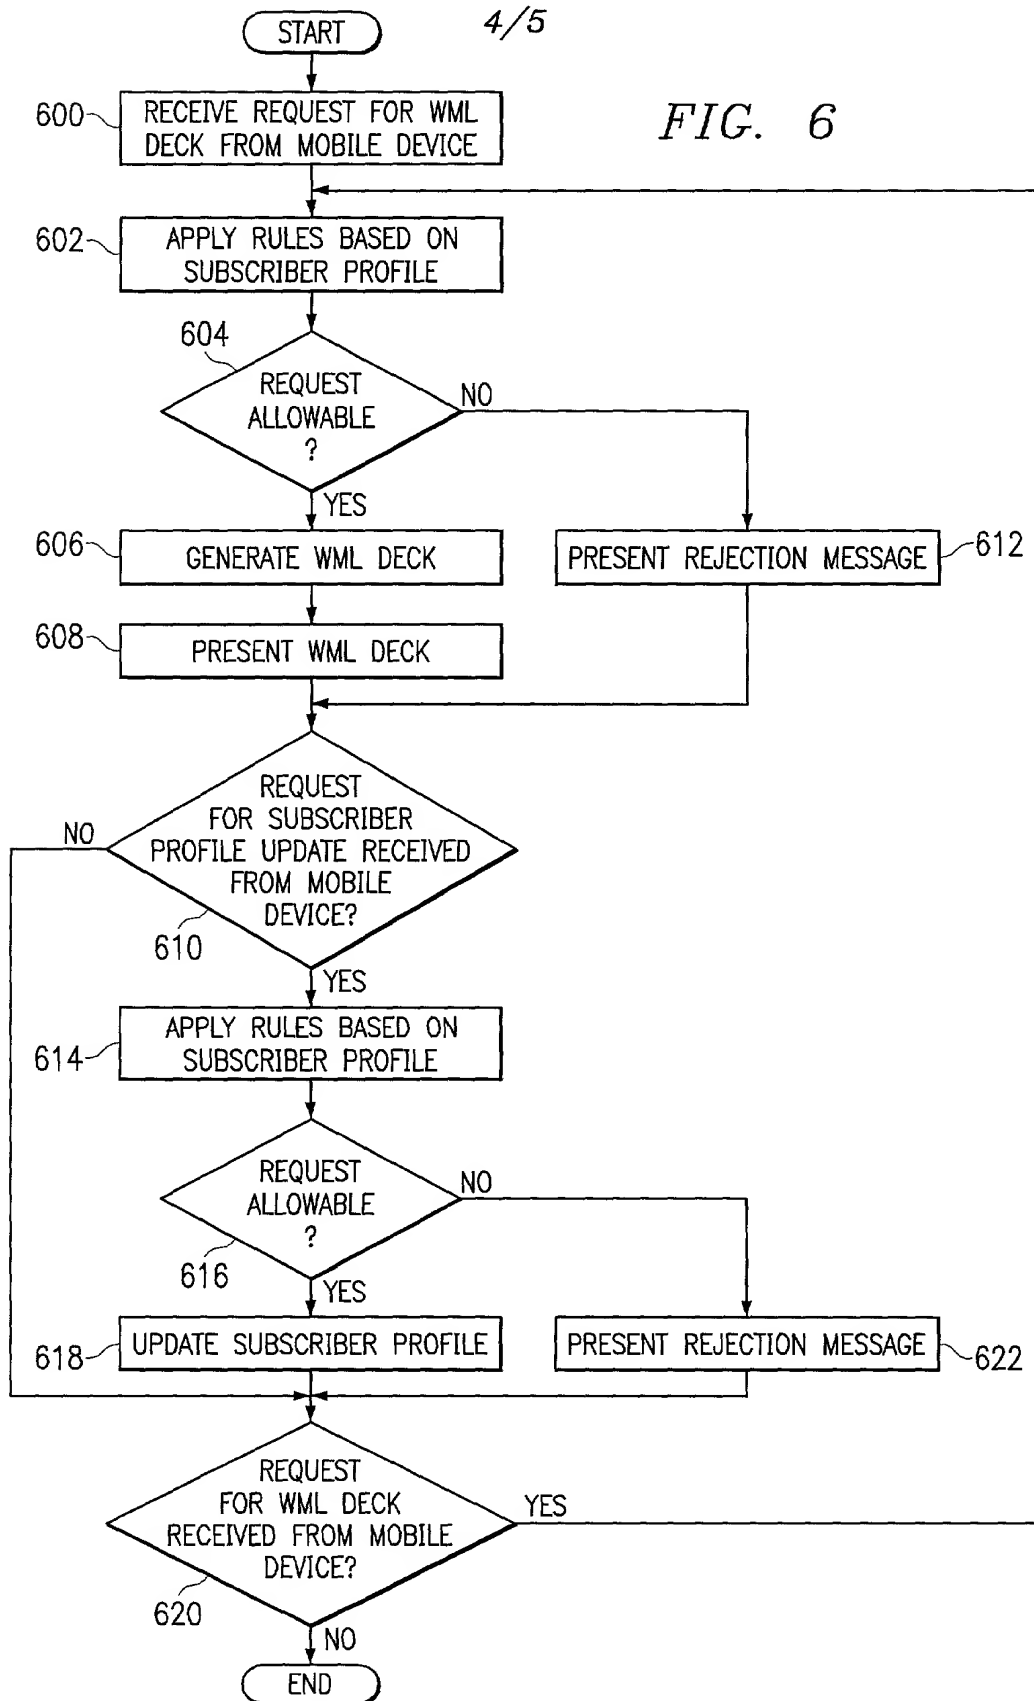 START
4/5
600
RECEIVE REQUEST FOR WML
DECK FROM MOBILE DEVICE
FIG. 6
602
APPLY RULES BASED ON
SUBSCRIBER PROFILE
604
REQUEST
ALLOWABLE
?
NO
YES
606
GENERATE WML DECK
PRESENT REJECTION MESSAGE
612
608
PRESENT WML DECK
REQUEST
FOR SUBSCRIBER
PROFILE UPDATE RECEIVED
FROM MOBILE
DEVICE?
NO
610
YES
614
APPLY RULES BASED ON
SUBSCRIBER PROFILE
REQUEST
ALLOWABLE
?
NO
616
YES
618
UPDATE SUBSCRIBER PROFILE
PRESENT REJECTION MESSAGE
622
REQUEST
FOR WML DECK
RECEIVED FROM MOBILE
DEVICE?
YES
620
NO
END